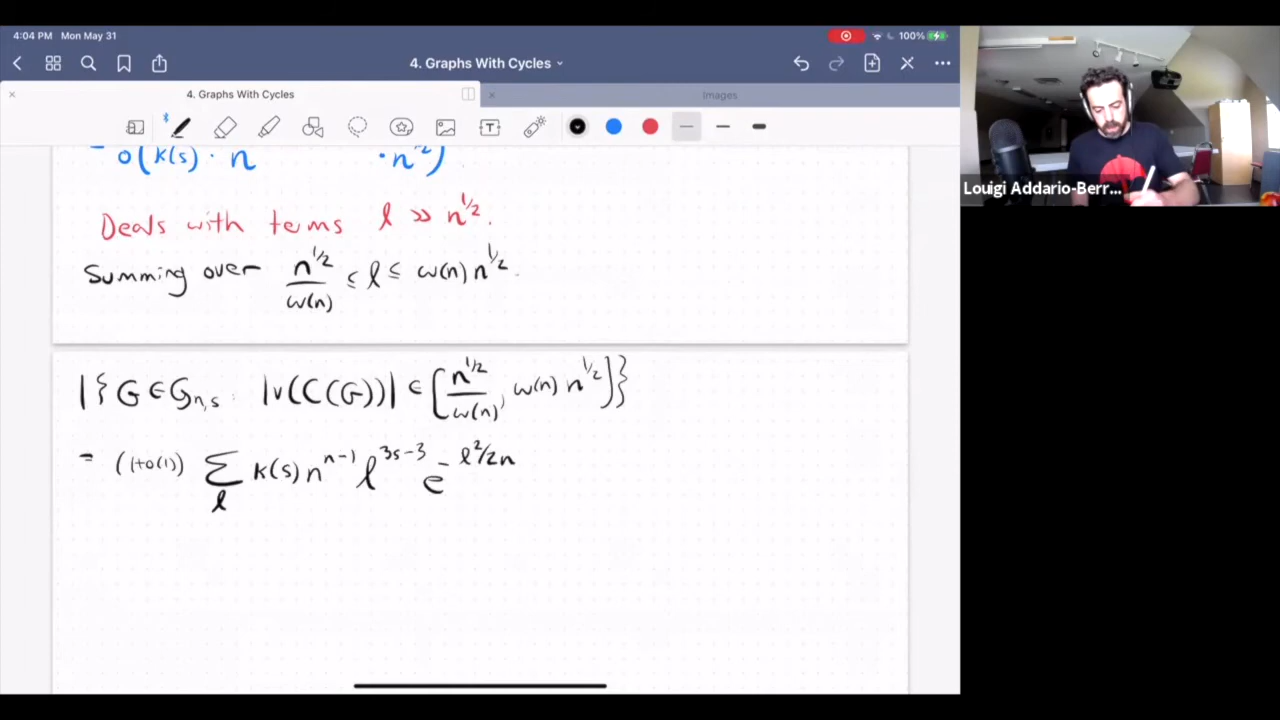 4:04 PM Mon May 31
100%
4. Graphs With Cycles
4. Graphs With Cycles
Images
O(k(s) · n · n^{1/2})
Deals with terms l ≫ n^{1/2}.
Summing over n^{1/2}/ω(n) ≤ l ≤ ω(n) n^{1/2}.
|{G ∈ G_{n,s} : |v(C(G))| ∈ [n^{1/2}/ω(n), ω(n) n^{1/2}]}|
= (1+o(1)) Σ_l k(s) n^{n-1} l^{3s-3} e^{-l²/2n}
Louigi Addario-Berr...